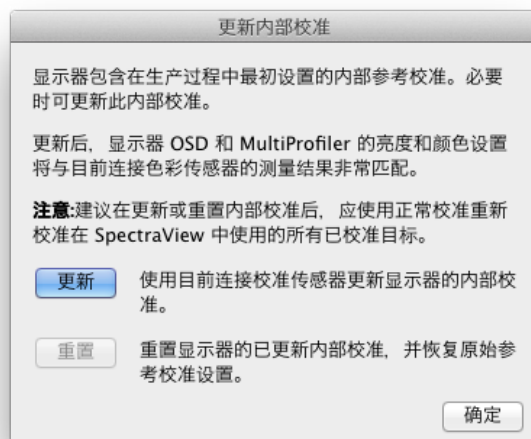 更新内部校准
显示器包含在生产过程中最初设置的内部参考校准。必要
时可更新此内部校准。
更新后，显示器 OSD 和 MultiProfiler 的亮度和颜色设置
将与目前连接色彩传感器的测量结果非常匹配。
注意:建议在更新或重置内部校准后，应使用正常校准重新
校准在 SpectraView 中使用的所有已校准目标。
更新
使用目前连接校准传感器更新显示器的内部校
准。
重置
重置显示器的已更新内部校准，并恢复原始参
考校准设置。
确定